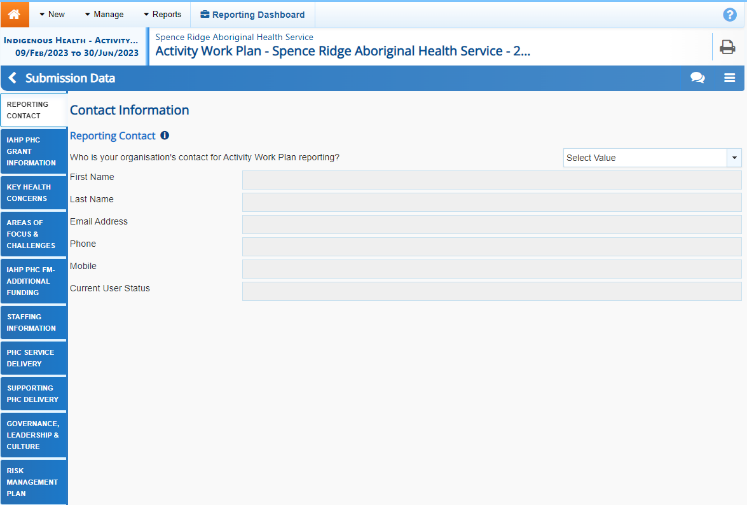 New
Manage
Reports
Reporting Dashboard
?
Indigenous Health - Activity...
09/Feb/2023 to 30/Jun/2023
Spence Ridge Aboriginal Health Service
Activity Work Plan - Spence Ridge Aboriginal Health Service - 2...
Submission Data
REPORTING
CONTACT
IAHP PHC
GRANT
INFORMATION
KEY HEALTH
CONCERNS
AREAS OF
FOCUS &
CHALLENGES
IAHP PHC FM-
ADDITIONAL
FUNDING
STAFFING
INFORMATION
PHC SERVICE
DELIVERY
SUPPORTING
PHC DELIVERY
GOVERNANCE,
LEADERSHIP &
CULTURE
RISK
MANAGEMENT
PLAN
Contact Information
Reporting Contact
Who is your organisation's contact for Activity Work Plan reporting?
Select Value
First Name
Last Name
Email Address
Phone
Mobile
Current User Status